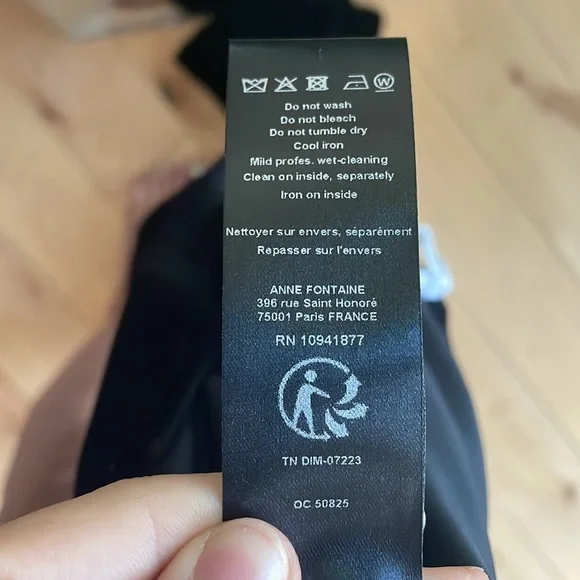 W
Do not wash
Do not bleach
Do not tumble dry
Cool iron
Mild profes. wet-cleaning
Clean on inside, separately
Iron on inside
Nettoyer sur envers, séparément
Repasser sur l'envers
ANNE FONTAINE
396 rue Saint Honoré
75001 Paris FRANCE
RN 10941877
TN DIM-07223
OC 50825